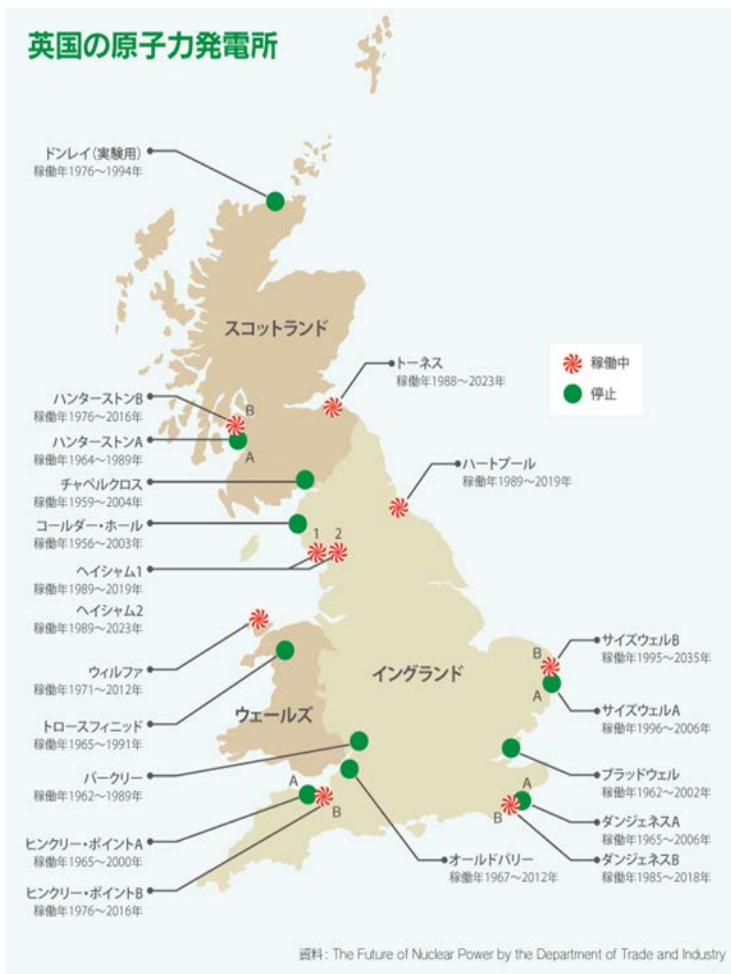 英国の原子力発電所
ドンレイ（実験用）
稼働年1976～1994年
スコットランド
トーネス
稼働年1988～2023年
稼働中
停止
ハンターストンB
稼働年1976～2016年
B
ハンターストンA
稼働年1964～1989年
A
チャペルクロス
稼働年1959～2004年
ハートプール
稼働年1989～2019年
コールダー・ホール
稼働年1956～2003年
1
2
ヘイシャム1
稼働年1989～2019年
ヘイシャム2
稼働年1989～2023年
サイズウェルB
稼働年1995～2035年
B
ウィルファ
稼働年1971～2012年
イングランド
A
サイズウェルA
稼働年1996～2006年
ウェールズ
トロースフィニッド
稼働年1965～1991年
バークリー
稼働年1962～1989年
ブラッドウェル
稼働年1962～2002年
A
B
A
B
ダンジェネスA
稼働年1965～2006年
ヒンクリー・ポイントA
稼働年1965～2000年
オールドバリー
稼働年1967～2012年
ダンジェネスB
稼働年1985～2018年
ヒンクリー・ポイントB
稼働年1976～2016年
資料: The Future of Nuclear Power by the Department of Trade and Industry